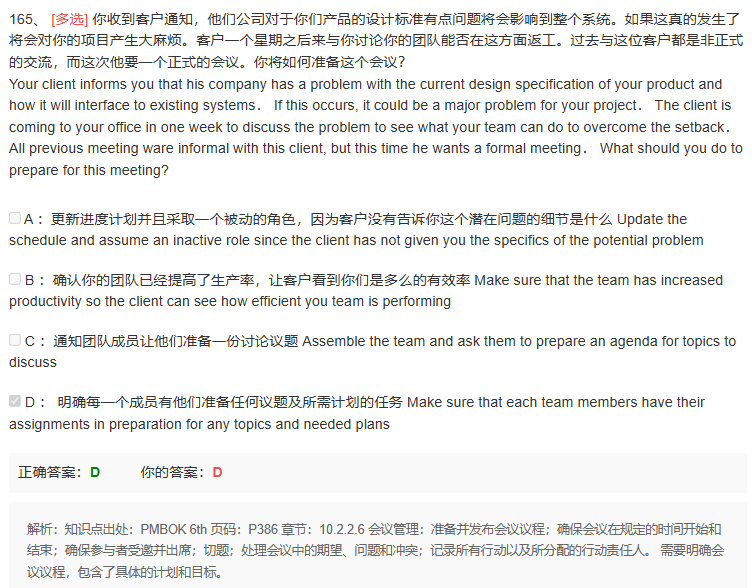 165、 [多选] 你收到客户通知，他们公司对于你们产品的设计标准有点问题将会影响到整个系统。如果这真的发生了
将会对你的项目产生大麻烦。客户一个星期之后来与你讨论你的团队能否在这方面返工。过去与这位客户都是非正式
的交流，而这次他要一个正式的会议。你将如何准备这个会议？
Your client informs you that his company has a problem with the current design specification of your product and
how it will interface to existing systems． If this occurs, it could be a major problem for your project． The client is
coming to your office in one week to discuss the problem to see what your team can do to overcome the setback．
All previous meeting ware informal with this client, but this time he wants a formal meeting． What should you do to
prepare for this meeting?
A： 更新进度计划并且采取一个被动的角色，因为客户没有告诉你这个潜在问题的细节是什么 Update the
schedule and assume an inactive role since the client has not given you the specifics of the potential problem
B： 确认你的团队已经提高了生产率，让客户看到你们是多么的有效率 Make sure that the team has increased
productivity so the client can see how efficient you team is performing
C： 通知团队成员让他们准备一份讨论议题 Assemble the team and ask them to prepare an agenda for topics to
discuss
D： 明确每一个成员有他们准备任何议题及所需计划的任务 Make sure that each team members have their
assignments in preparation for any topics and needed plans
正确答案：D 你的答案：D
解析：知识点出处：PMBOK 6th 页码：P386 章节：10.2.2.6 会议管理：准备并发布会议议程；确保会议在规定的时间开始和
结束；确保参与者受邀并出席；切题；处理会议中的期望、问题和冲突；记录所有行动以及所分配的行动责任人。 需要明确会
议议程，包含了具体的计划和目标。